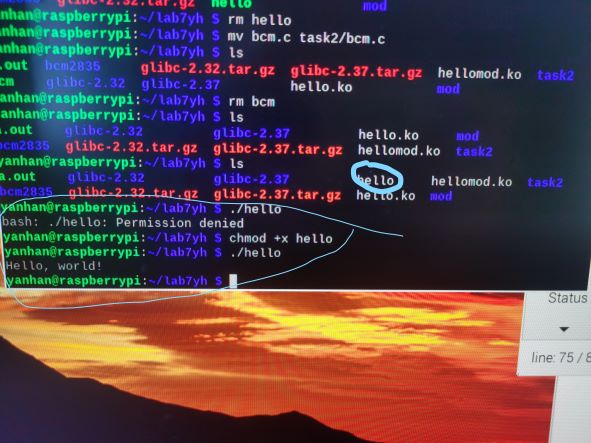 glibc-2.32.tar.gz hello mod
anhan@raspberrypi:~/lab7yh $ rm hello
anhan@raspberrypi:~/lab7yh $ mv bcm.c task2/bcm.c
anhan@raspberrypi:~/lab7yh $ ls
.out bcm2835 glibc-2.32.tar.gz glibc-2.37.tar.gz hellomod.ko task2
cm glibc-2.32 glibc-2.37 hello.ko mod
yanhan@raspberrypi:~/lab7yh $ rm bcm
yanhan@raspberrypi:~/lab7yh $ ls
a.out glibc-2.32 glibc-2.37 hello.ko mod
bcm2835 glibc-2.32.tar.gz glibc-2.37.tar.gz hellomod.ko task2
yanhan@raspberrypi:~/lab7yh $ ls
a.out glibc-2.32 glibc-2.37 hello hellomod.ko task2
bcm2835 glibc-2.32.tar.gz glibc-2.37.tar.gz hello.ko mod
yanhan@raspberrypi:~/lab7yh $ ./hello
bash: ./hello: Permission denied
yanhan@raspberrypi:~/lab7yh $ chmod +x hello
yanhan@raspberrypi:~/lab7yh $ ./hello
Hello, world!
yanhan@raspberrypi:~/lab7yh $
Status
line: 75 / 8